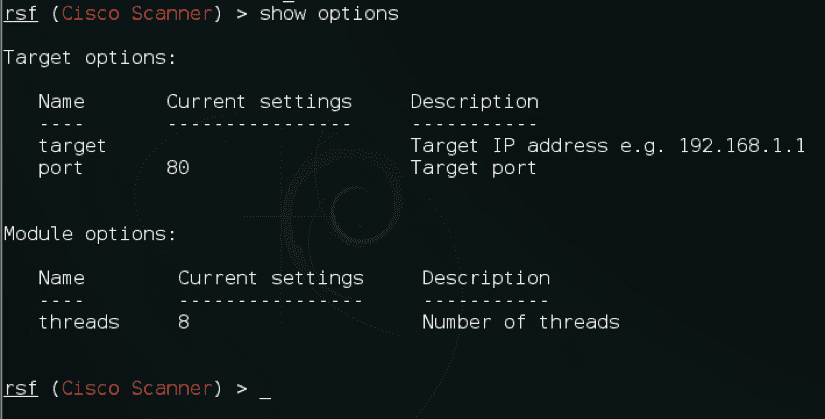 rsf (Cisco Scanner) > show options
Target options:
Name Current settings Description
---- ---------------- -----------
target Target IP address e.g. 192.168.1.1
port 80 Target port
Module options:
Name Current settings Description
---- ---------------- -----------
threads 8 Number of threads
rsf (Cisco Scanner) > _